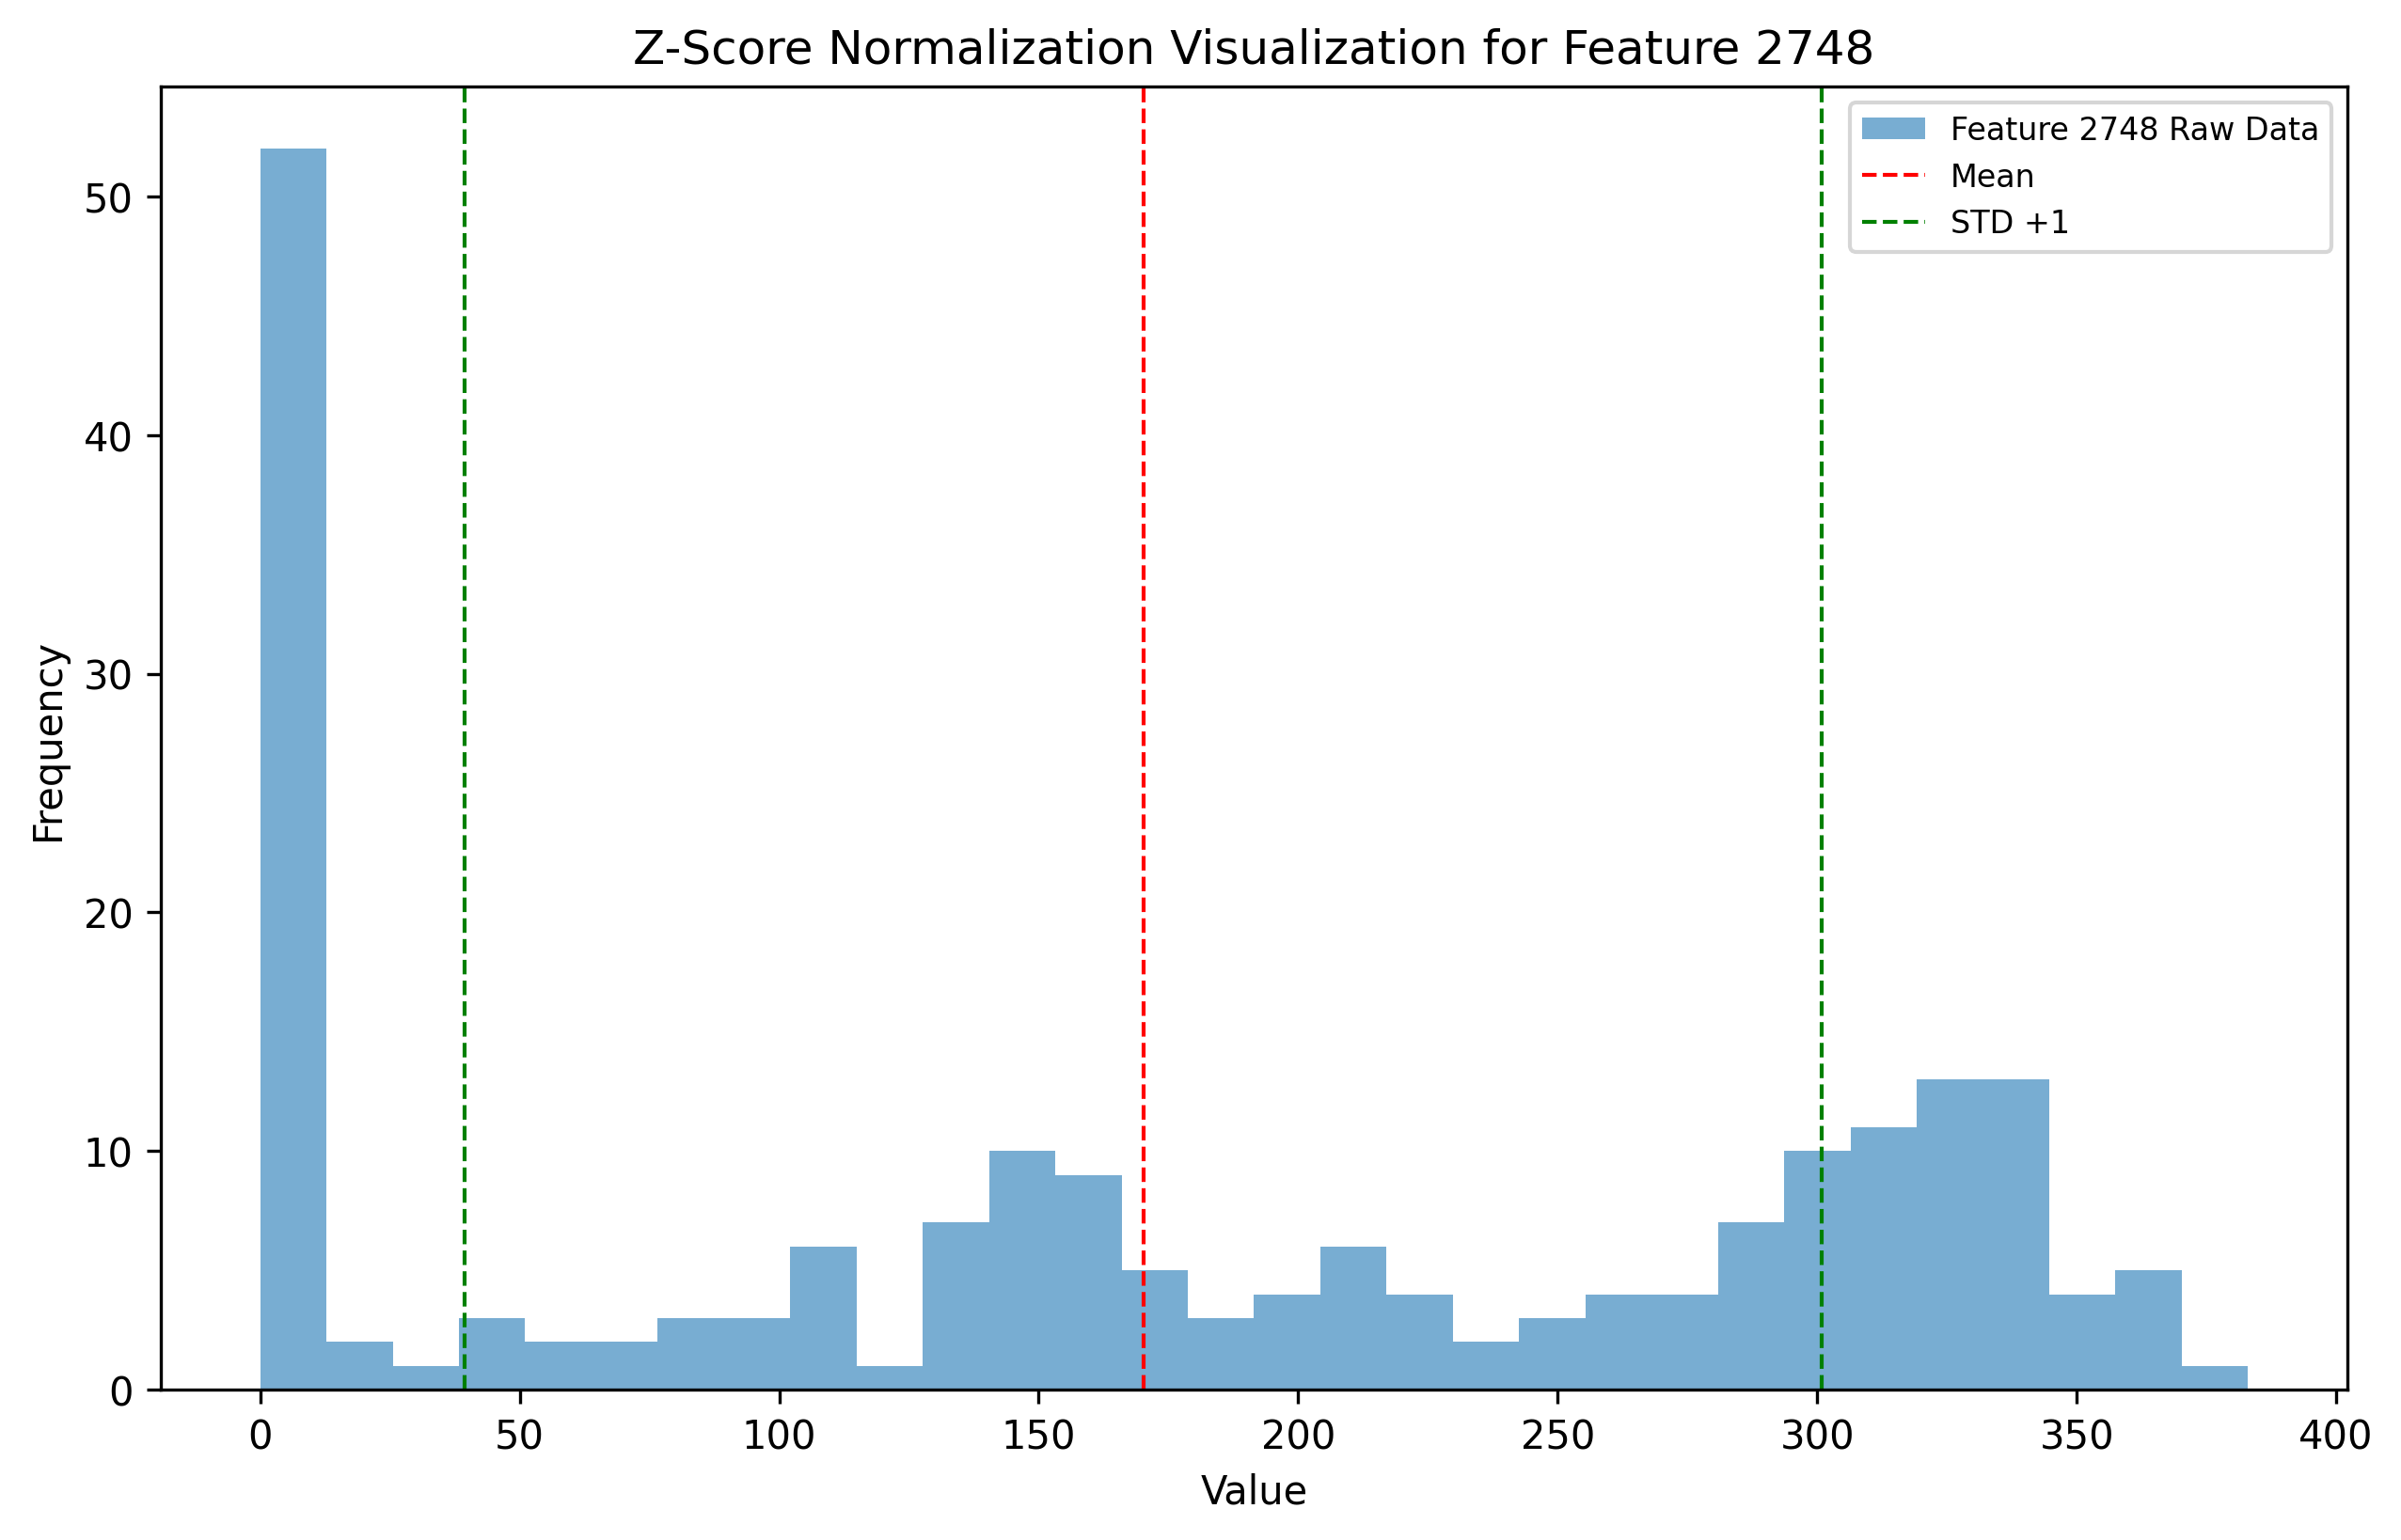 Z-Score Normalization Visualization for Feature 2748
Feature 2748 Raw Data
Mean
STD +1
Frequency
50
40
30
20
10
0
0 50 100 150 200 250 300 350 400
Value